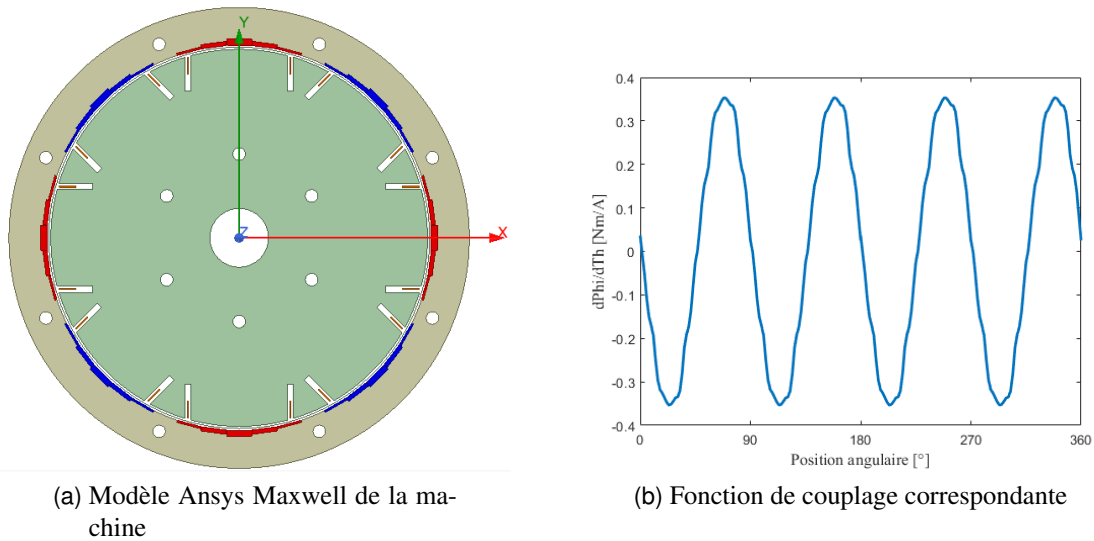 Y
X
Z
0.4
0.3
0.2
0.1
0
-0.1
-0.2
-0.3
-0.4
dPhi/dTh [Nm/A]
0 90 180 270 360
Position angulaire [°]
(a) Modèle Ansys Maxwell de la ma-
chine
(b) Fonction de couplage correspondante